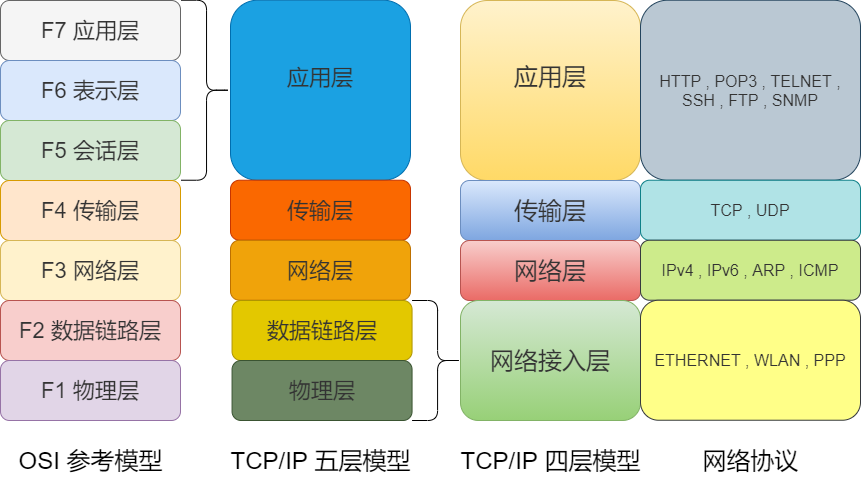 F7 应用层
F6 表示层
F5 会话层
F4 传输层
F3 网络层
F2 数据链路层
F1 物理层
OSI 参考模型
应用层
传输层
网络层
数据链路层
物理层
TCP/IP 五层模型
应用层
传输层
网络层
网络接入层
TCP/IP 四层模型
HTTP , POP3 , TELNET ,
SSH , FTP , SNMP
TCP , UDP
IPv4 , IPv6 , ARP , ICMP
ETHERNET , WLAN , PPP
网络协议